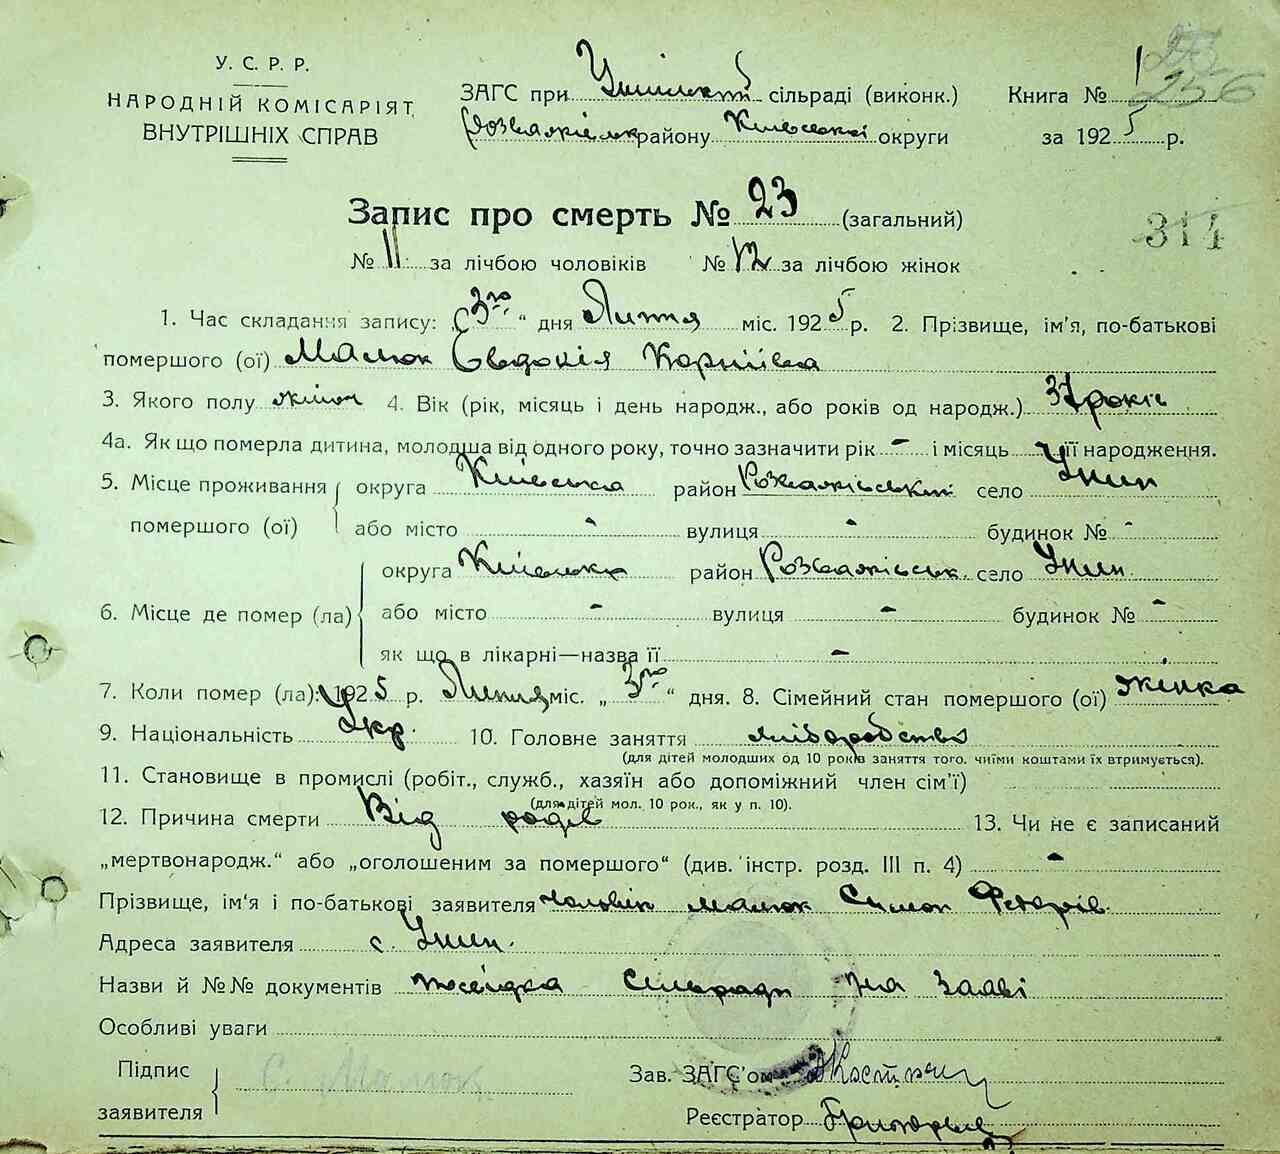 У. С. Р. Р.
НАРОДНІЙ КОМІСАРІЯТ
ВНУТРІШНІХ СПРАВ
ЗАГС при сільраді (виконк.)
району Київської округи
Книга № 1
256
за 1925 р.
Запис про смерть № 23 (загальний)
314
№ 11 за лічбою чоловіків № 12 за лічбою жінок
1. Час складання запису: „3го“ дня Липня міс. 1925 р. 2. Прізвище, ім'я, по-батькові
помершого (ої) Малюк Євдокія Корніївна
3. Якого полу жіноч 4. Вік (рік, місяць і день народж., або років од народж.) 37 років
4а. Як що померла дитина, молодша від одного року, точно зазначити рік - і місяць - її народження.
5. Місце проживання округа Київська район Розважівський село Унин
помершого (ої) або місто - вулиця - будинок № -
округа Київська район Розважівськ. село Унин.
6. Місце де помер (ла) або місто - вулиця - будинок № -
як що в лікарні—назва її -
7. Коли помер (ла): 1925 р. Липня міс. „3го“ дня. 8. Сімейний стан помершого (ої) жінка
9. Національність Укр. 10. Головне заняття хліборобство
(для дітей молодших од 10 років заняття того, чиїми коштами їх втримується).
11. Становище в промислі (робіт., служб., хазяїн або допоміжний член сім'ї)
(для дітей мол. 10 рок., як у п. 10).
12. Причина смерти Від родів 13. Чи не є записаний
„мертвонародж.“ або „оголошеним за помершого“ (див. інстр. розд. III п. 4) -
Прізвище, ім'я і по-батькові заявителя чоловік Малюк Симон
Адреса заявителя с. Унин.
Назви й №№ документів посвідка Сільради на
Особливі уваги
Підпис
заявителя С. Малюк
Зав. ЗАГС'ом
Реєстратор